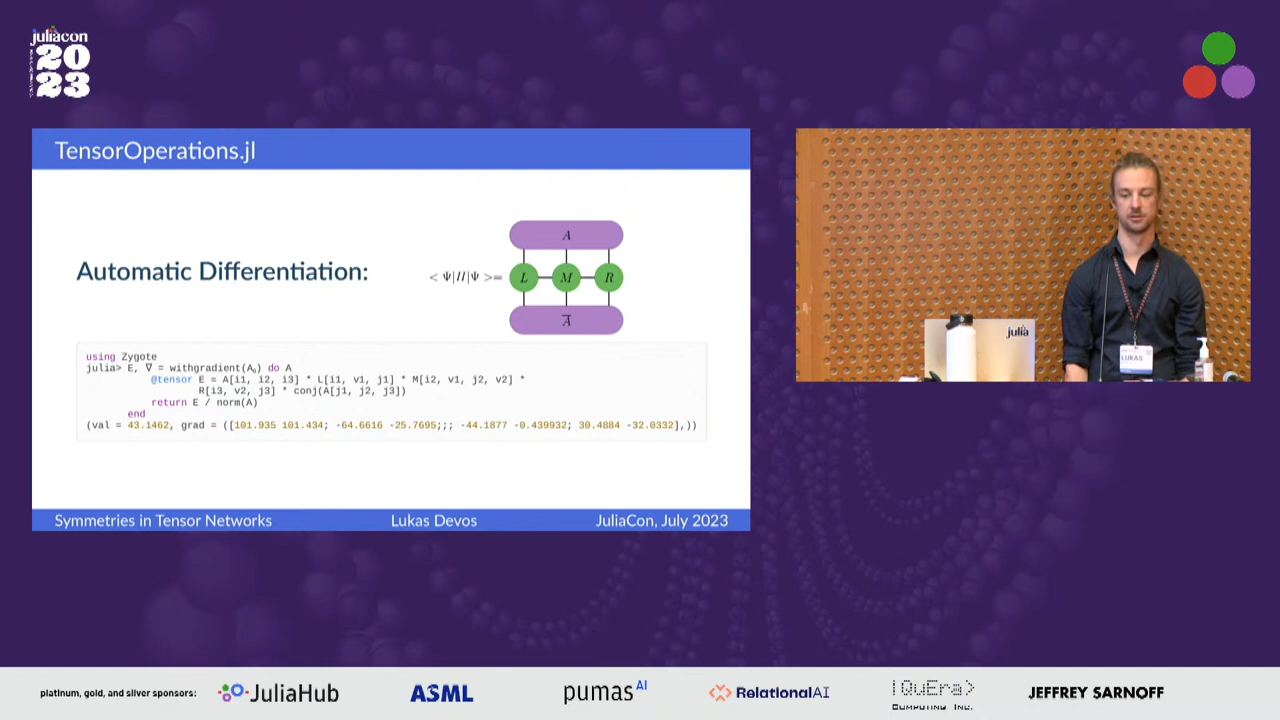 juliacon
20
23
TensorOperations.jl
Automatic Differentiation:
A
< Ψ|H|Ψ >=
L
M
R
A̅
using Zygote
julia> E, ∇ = withgradient(A₀) do A
@tensor E = A[i1, i2, i3] * L[i1, v1, j1] * M[i2, v1, j2, v2] *
R[i3, v2, j3] * conj(A[j1, j2, j3])
return E / norm(A)
end
(val = 43.1462, grad = ([101.935 101.434; -64.6616 -25.7695;;; -44.1877 -0.439932; 30.4884 -32.0332],))
Symmetries in Tensor Networks
Lukas Devos
JuliaCon, July 2023
julia
LUKAS
platinum, gold, and silver sponsors:
JuliaHub
ASML
pumasAI
RelationalAI
|QuEra>
COMPUTING INC.
JEFFREY SARNOFF